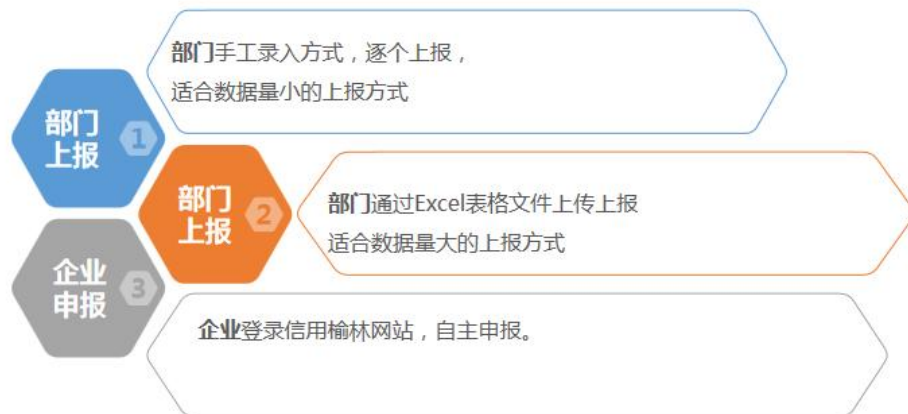 部门手工录入方式，逐个上报，
适合数据量小的上报方式
部门
上报
1
部门
上报
2
部门通过Excel表格文件上传上报
适合数据量大的上报方式
企业
申报
3
企业登录信用榆林网站，自主申报。